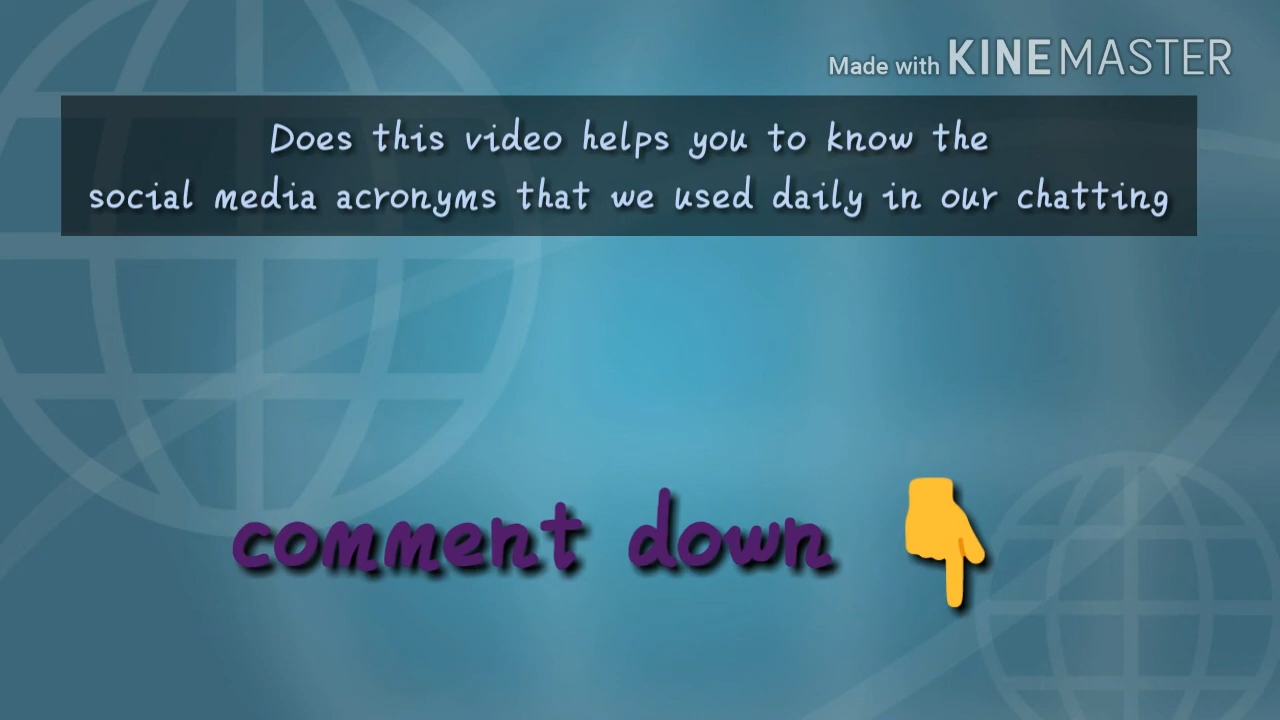 Made with KINEMASTER
Does this video helps you to know the
social media acronyms that we used daily in our chatting
comment down 👇